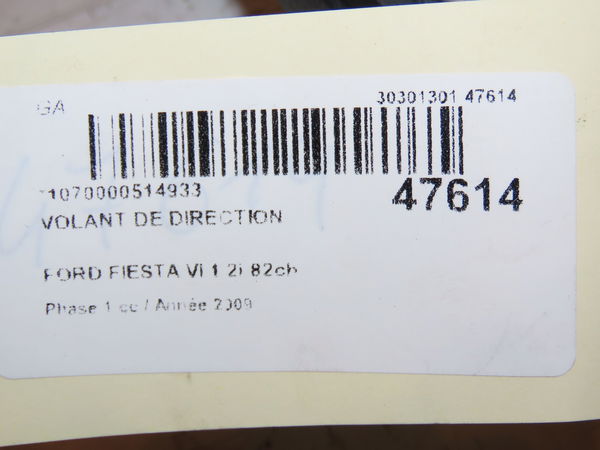 GA 30301301 47614
1070000514933
47614
VOLANT DE DIRECTION
FORD FIESTA VI 1.2i 82ch
Phase 1 cc / Année 2009